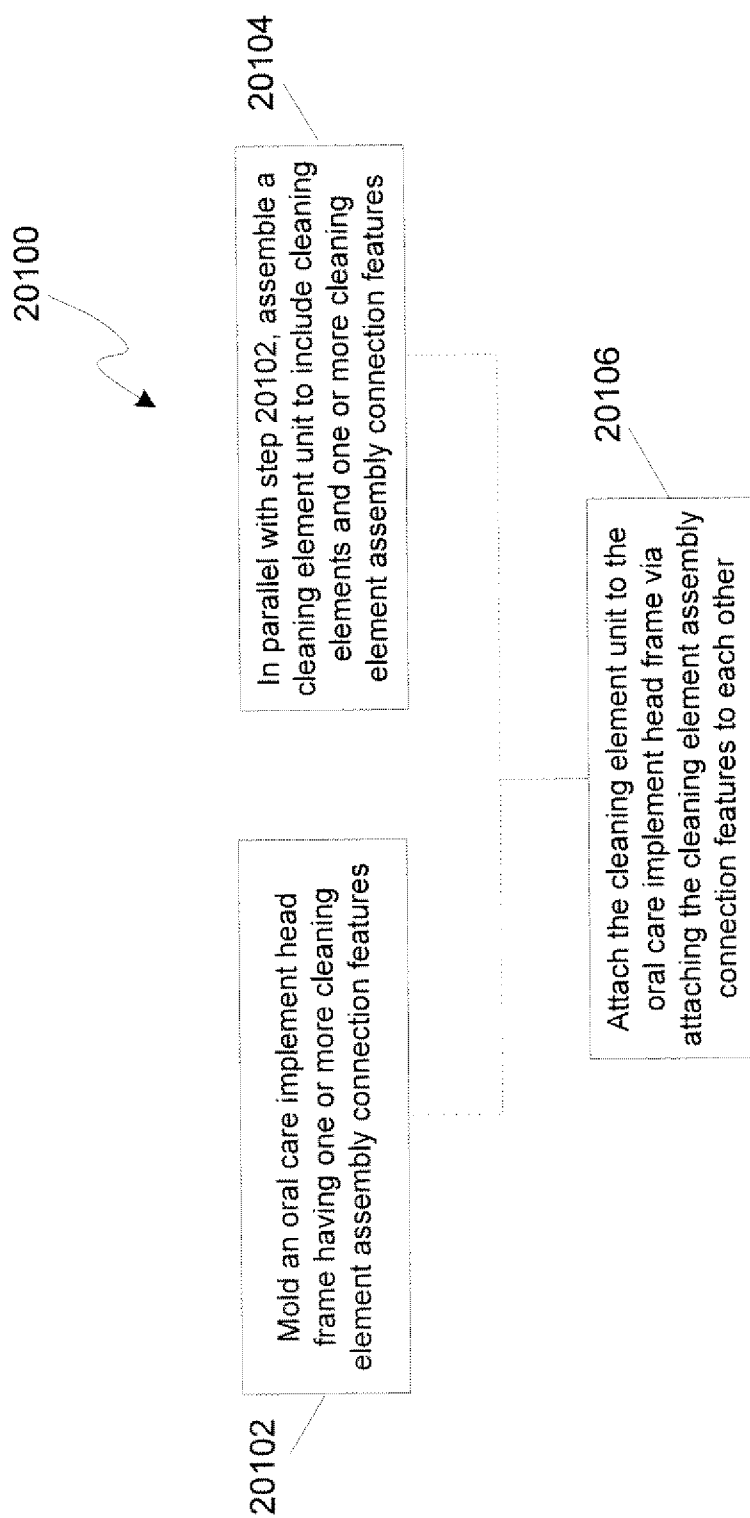 20100
20102
Mold an oral care implement head
frame having one or more cleaning
element assembly connection features
20104
In parallel with step 20102, assemble a
cleaning element unit to include cleaning
elements and one or more cleaning
element assembly connection features
20106
Attach the cleaning element unit to the
oral care implement head frame via
attaching the cleaning element assembly
connection features to each other